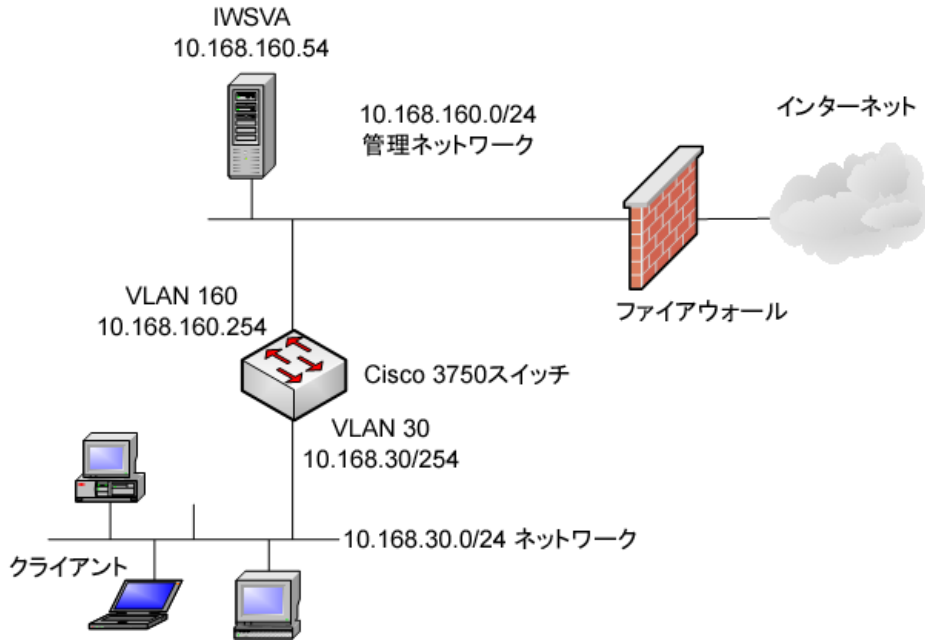 IWSVA
10.168.160.54
10.168.160.0/24
管理ネットワーク
インターネット
ファイアウォール
VLAN 160
10.168.160.254
Cisco 3750スイッチ
VLAN 30
10.168.30/254
10.168.30.0/24 ネットワーク
クライアント